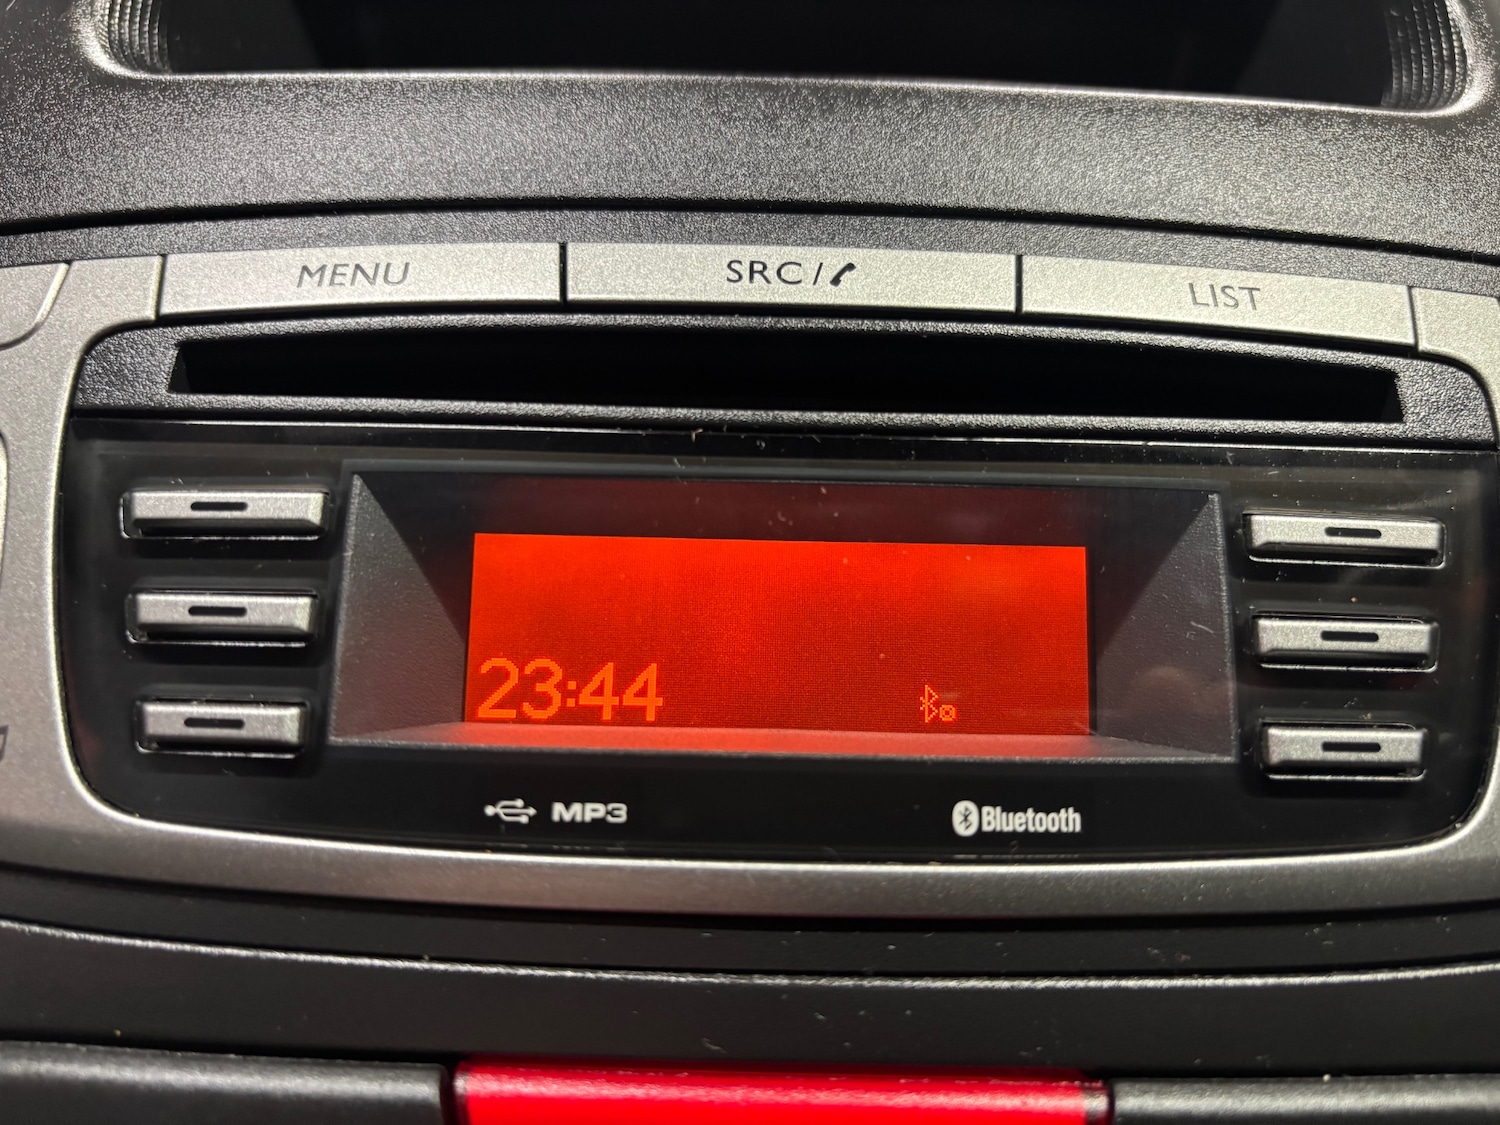 MENU
SRC/
LIST
23:44
MP3
Bluetooth